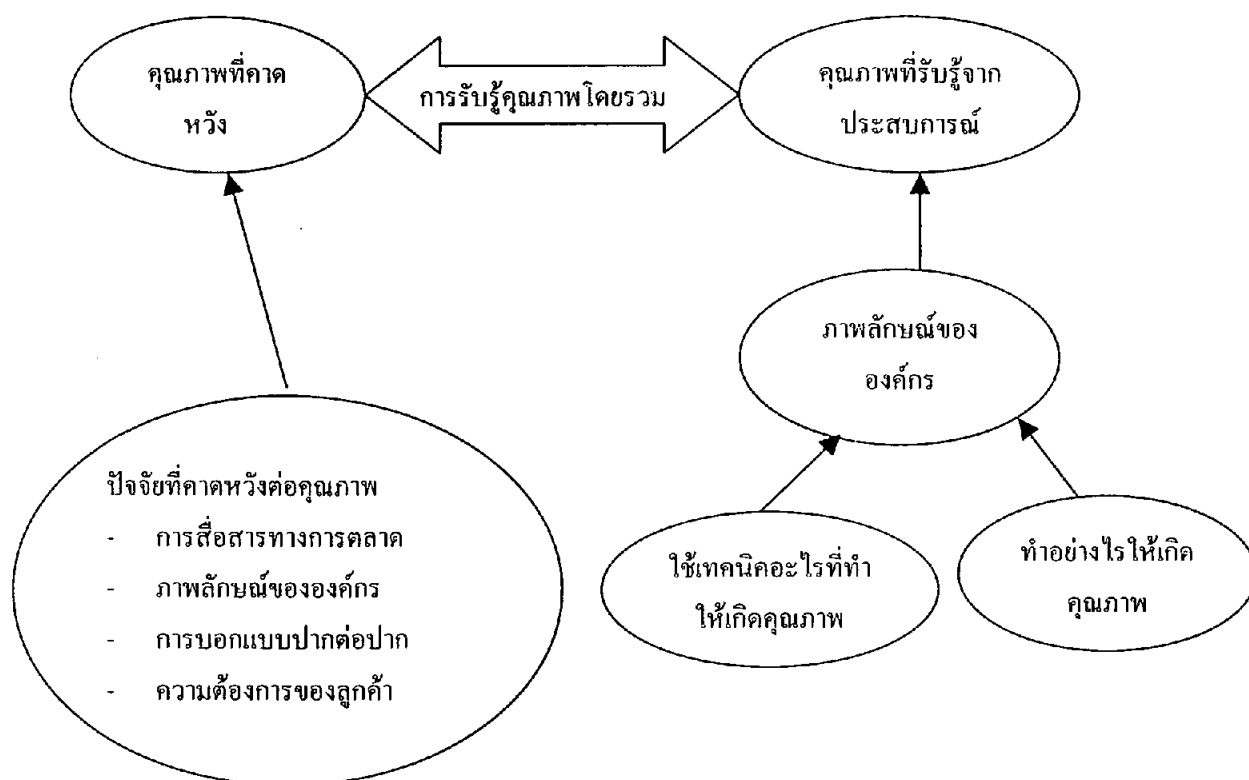 คุณภาพที่คาด
หวัง
การรับรู้คุณภาพโดยรวม
คุณภาพที่รับรู้จาก
ประสบการณ์
ภาพลักษณ์ของ
องค์กร
ปัจจัยที่คาดหวังต่อคุณภาพ
- การสื่อสารทางการตลาด
- ภาพลักษณ์ขององค์กร
- การบอกแบบปากต่อปาก
- ความต้องการของลูกค้า
ใช้เทคนิคอะไรที่ทำ
ให้เกิดคุณภาพ
ทำอย่างไรให้เกิด
คุณภาพ